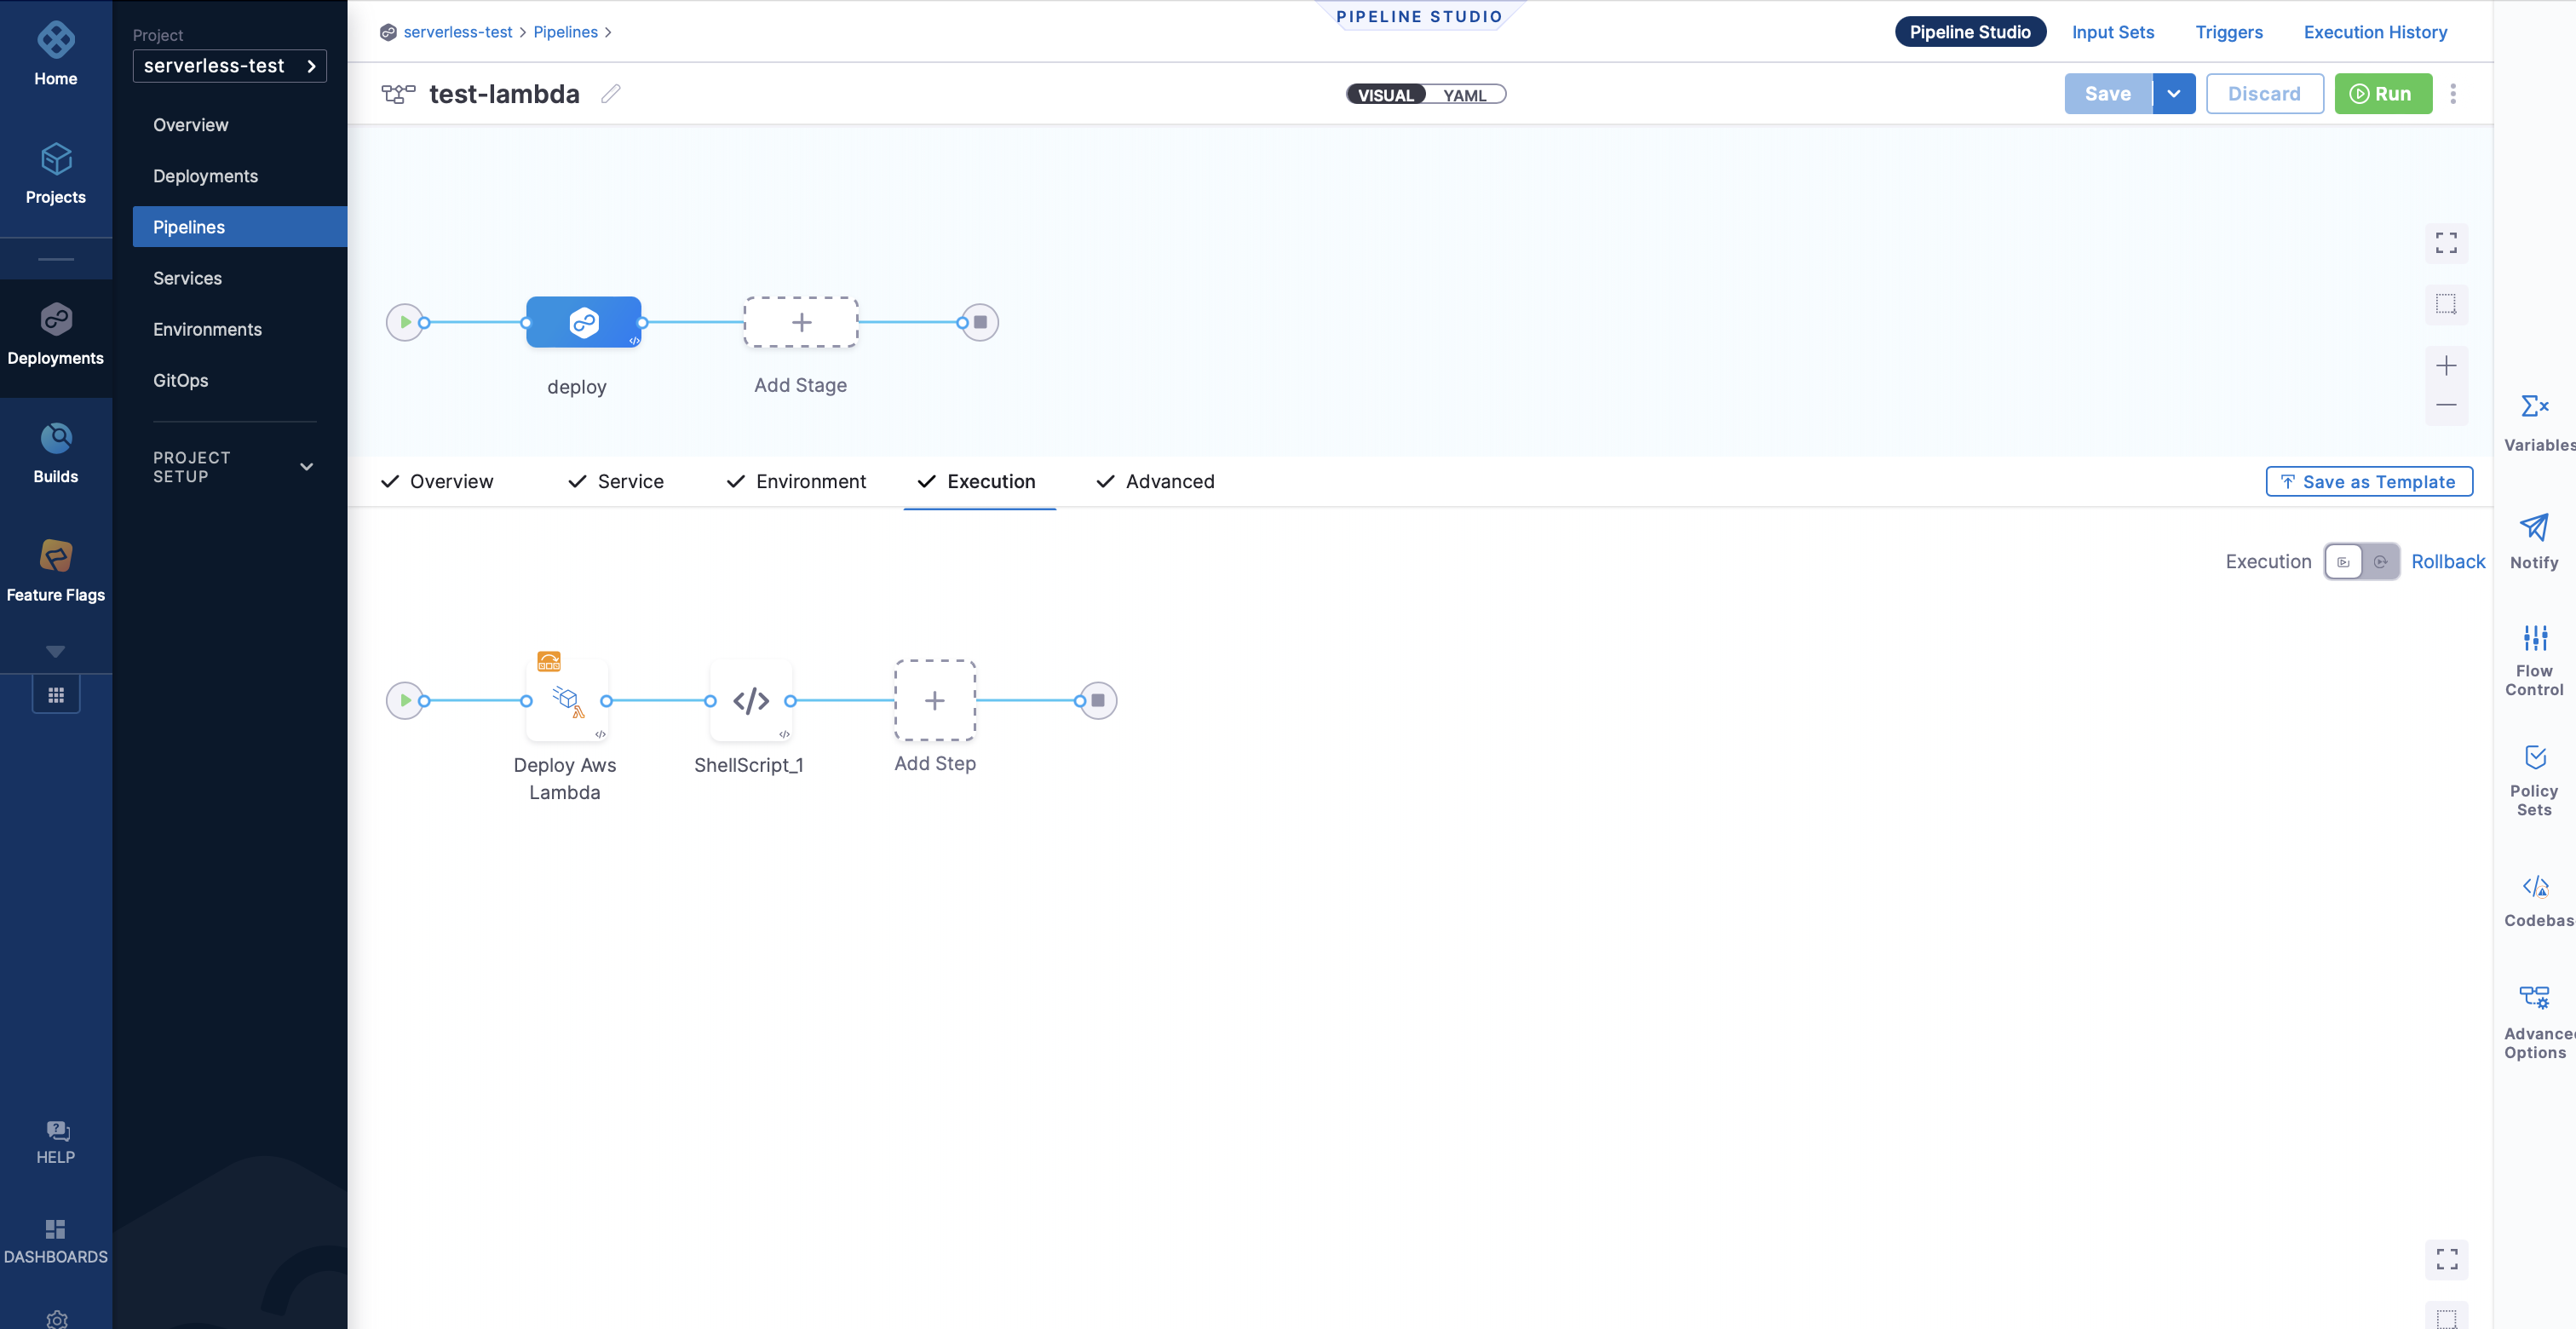 Home
Projects
Deployments
Builds
Feature Flags
HELP
DASHBOARDS
Project
serverless-test
Overview
Deployments
Pipelines
Services
Environments
GitOps
PROJECT
SETUP
PIPELINE STUDIO
serverless-test > Pipelines >
Pipeline Studio
Input Sets
Triggers
Execution History
test-lambda
VISUAL
YAML
Save
Discard
Run
deploy
Add Stage
Overview
Service
Environment
Execution
Advanced
Save as Template
Execution
Rollback
Deploy Aws
Lambda
ShellScript_1
Add Step
Variables
Notify
Flow
Control
Policy
Sets
Codebas
Advance
Options